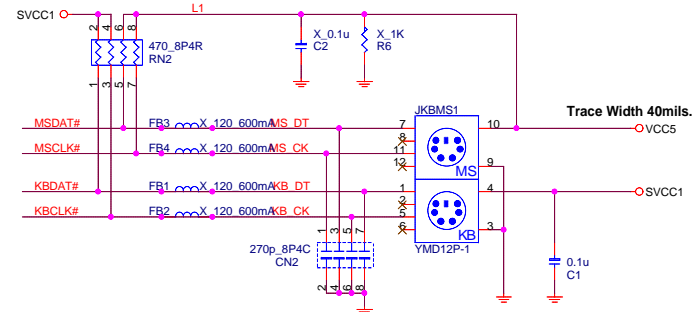 SVCC1
L1
2 4 6 8
470_8P4R
RN2
1 3 5 7
X_0.1u
C2
X_1K
R6
JKBMS1
Trace Width 40mils.
MSDAT# FB3 X_120_600mA MS_DT 7 10 VCC5
8
MSCLK# FB4 X_120_600mA MS_CK 11
12 MS 9
KBDAT# FB1 X_120_600mA KB_DT 1 4 SVCC1
2
KBCLK# FB2 X_120_600mA KB_CK 5
6 KB 3
YMD12P-1
1 3 5 7
270p_8P4C
CN2
2 4 6 8
0.1u
C1